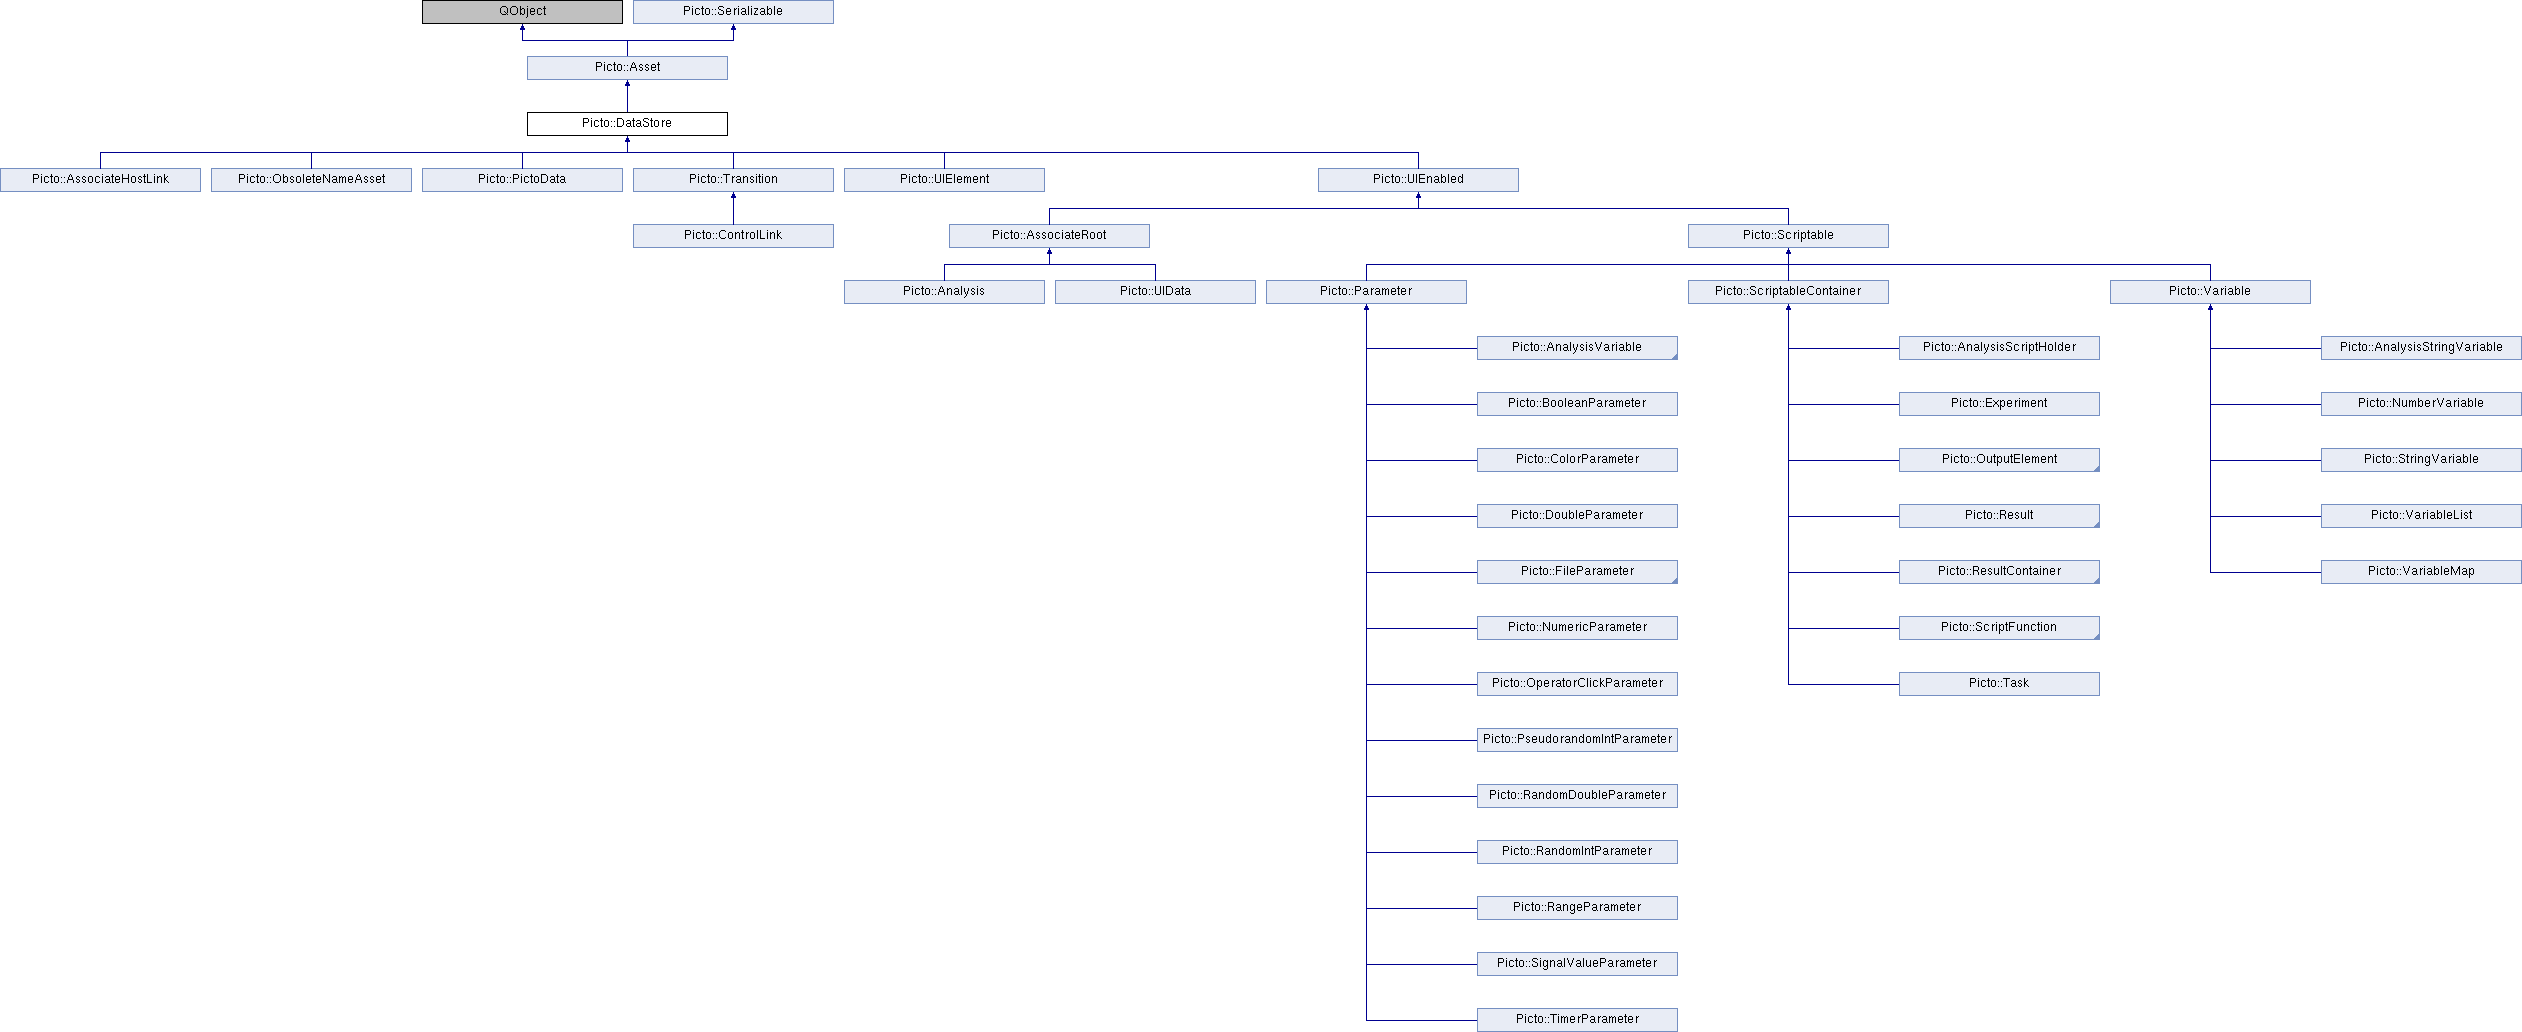 QObject
Picto::Serializable
Picto::Asset
Picto::DataStore
Picto::AssociateHostLink
Picto::ObsoleteNameAsset
Picto::PictoData
Picto::Transition
Picto::UIElement
Picto::UIEnabled
Picto::ControlLink
Picto::AssociateRoot
Picto::Scriptable
Picto::Analysis
Picto::UIData
Picto::Parameter
Picto::ScriptableContainer
Picto::Variable
Picto::AnalysisVariable
Picto::AnalysisScriptHolder
Picto::AnalysisStringVariable
Picto::BooleanParameter
Picto::Experiment
Picto::NumberVariable
Picto::ColorParameter
Picto::OutputElement
Picto::StringVariable
Picto::DoubleParameter
Picto::Result
Picto::VariableList
Picto::FileParameter
Picto::ResultContainer
Picto::VariableMap
Picto::NumericParameter
Picto::ScriptFunction
Picto::OperatorClickParameter
Picto::Task
Picto::PseudorandomIntParameter
Picto::RandomDoubleParameter
Picto::RandomIntParameter
Picto::RangeParameter
Picto::SignalValueParameter
Picto::TimerParameter